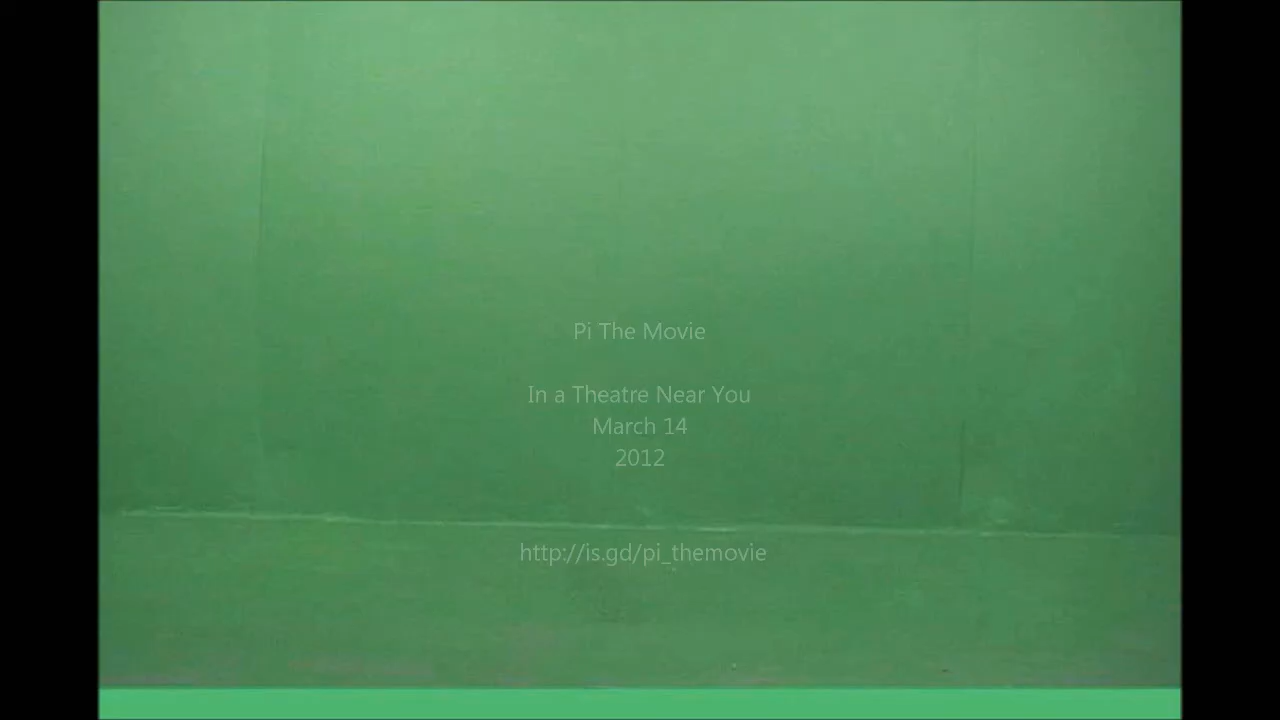 Pi The Movie
In a Theatre Near You
March 14
2012
http://is.gd/pi_themovie